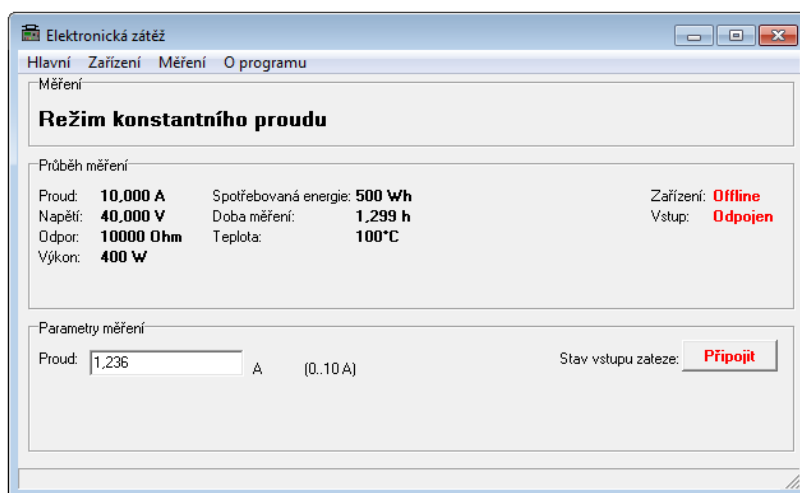 Elektronická zátěž
Hlavní Zařízení Měření O programu
Měření
Režim konstantního proudu
Průběh měření
Proud: 10,000 A Spotřebovaná energie: 500 Wh Zařízení: Offline
Napětí: 40,000 V Doba měření: 1,299 h Vstup: Odpojen
Odpor: 10000 Ohm Teplota: 100°C
Výkon: 400 W
Parametry měření
Proud: 1,236 A (0..10 A) Stav vstupu zateze: Připojit